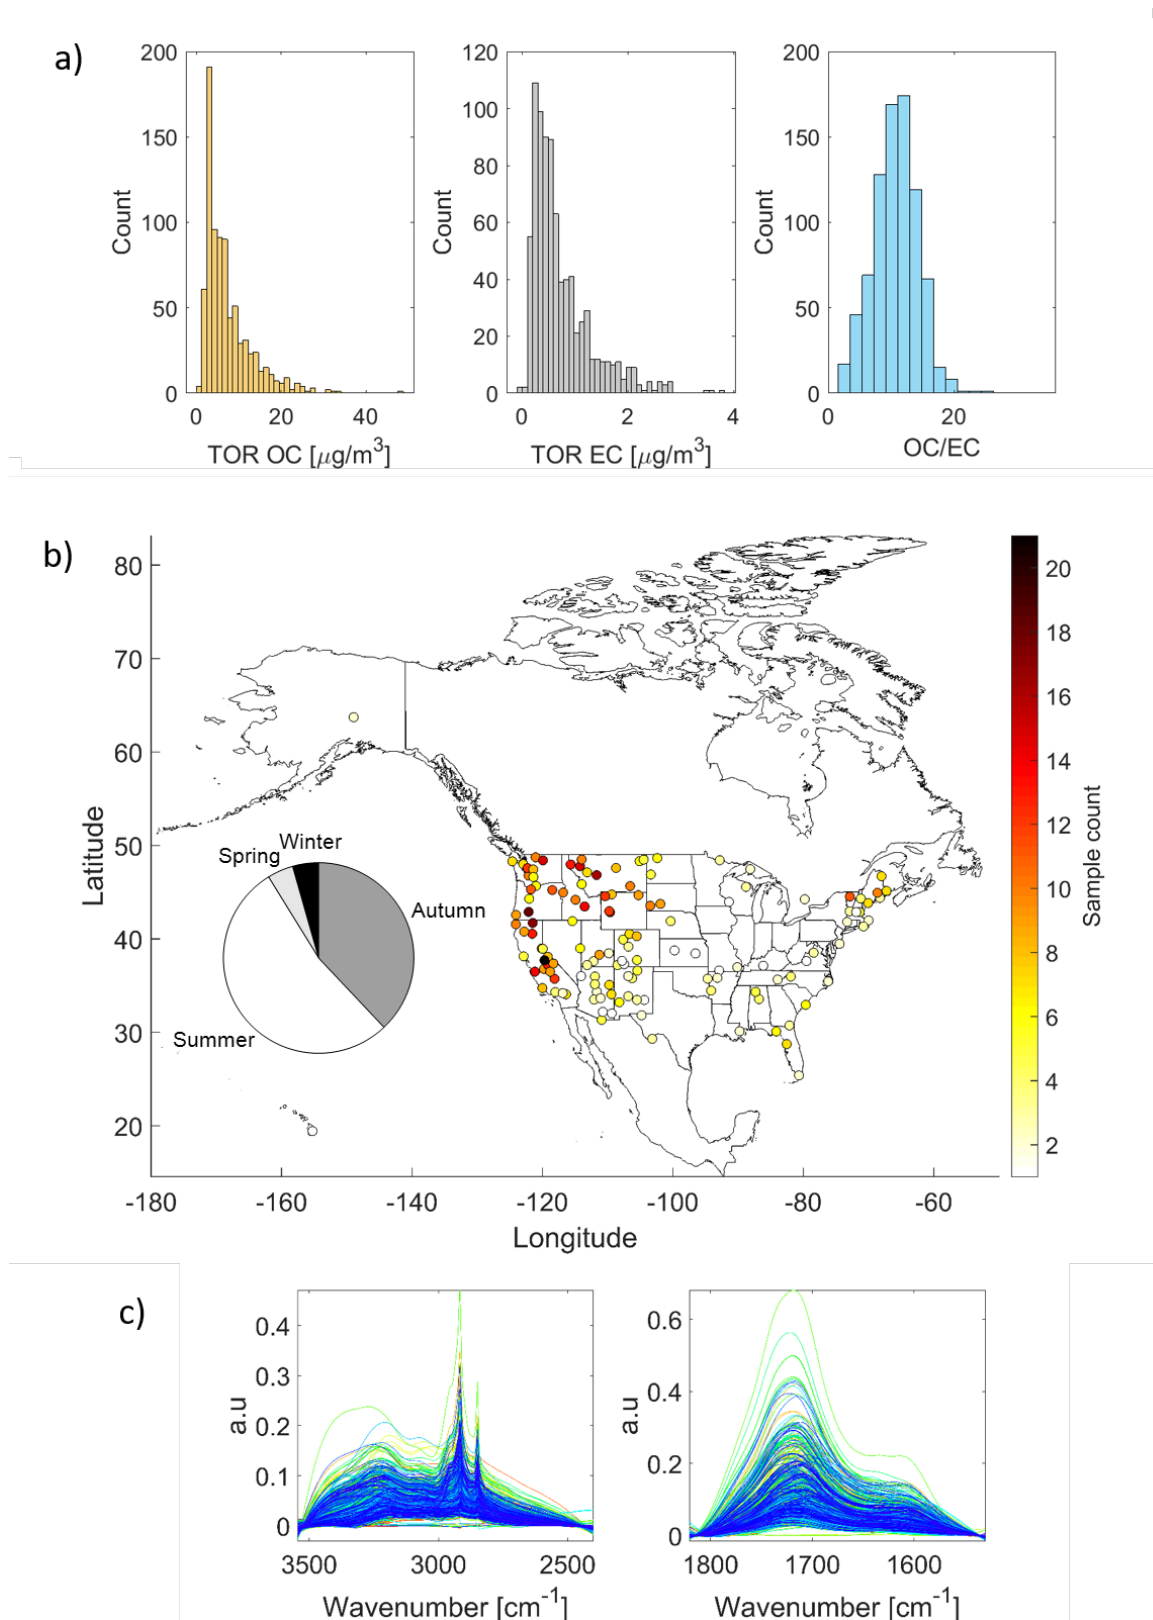 a)
200
150
100
50
0
Count
0 20 40
TOR OC [μg/m³]
120
100
80
60
40
20
0
Count
0 2 4
TOR EC [μg/m³]
200
150
100
50
0
Count
20
OC/EC
b)
80
70
60
50
40
30
20
Latitude
-180 -160 -140 -120 -100 -80 -60
Longitude
Winter
Spring
Autumn
Summer
20
18
16
14
12
10
8
6
4
2
Sample count
c)
0.4
0.3
0.2
0.1
0
a.u
3500 3000 2500
Wavenumber [cm⁻¹]
0.6
0.4
0.2
0
a.u
1800 1700 1600
Wavenumber [cm⁻¹]